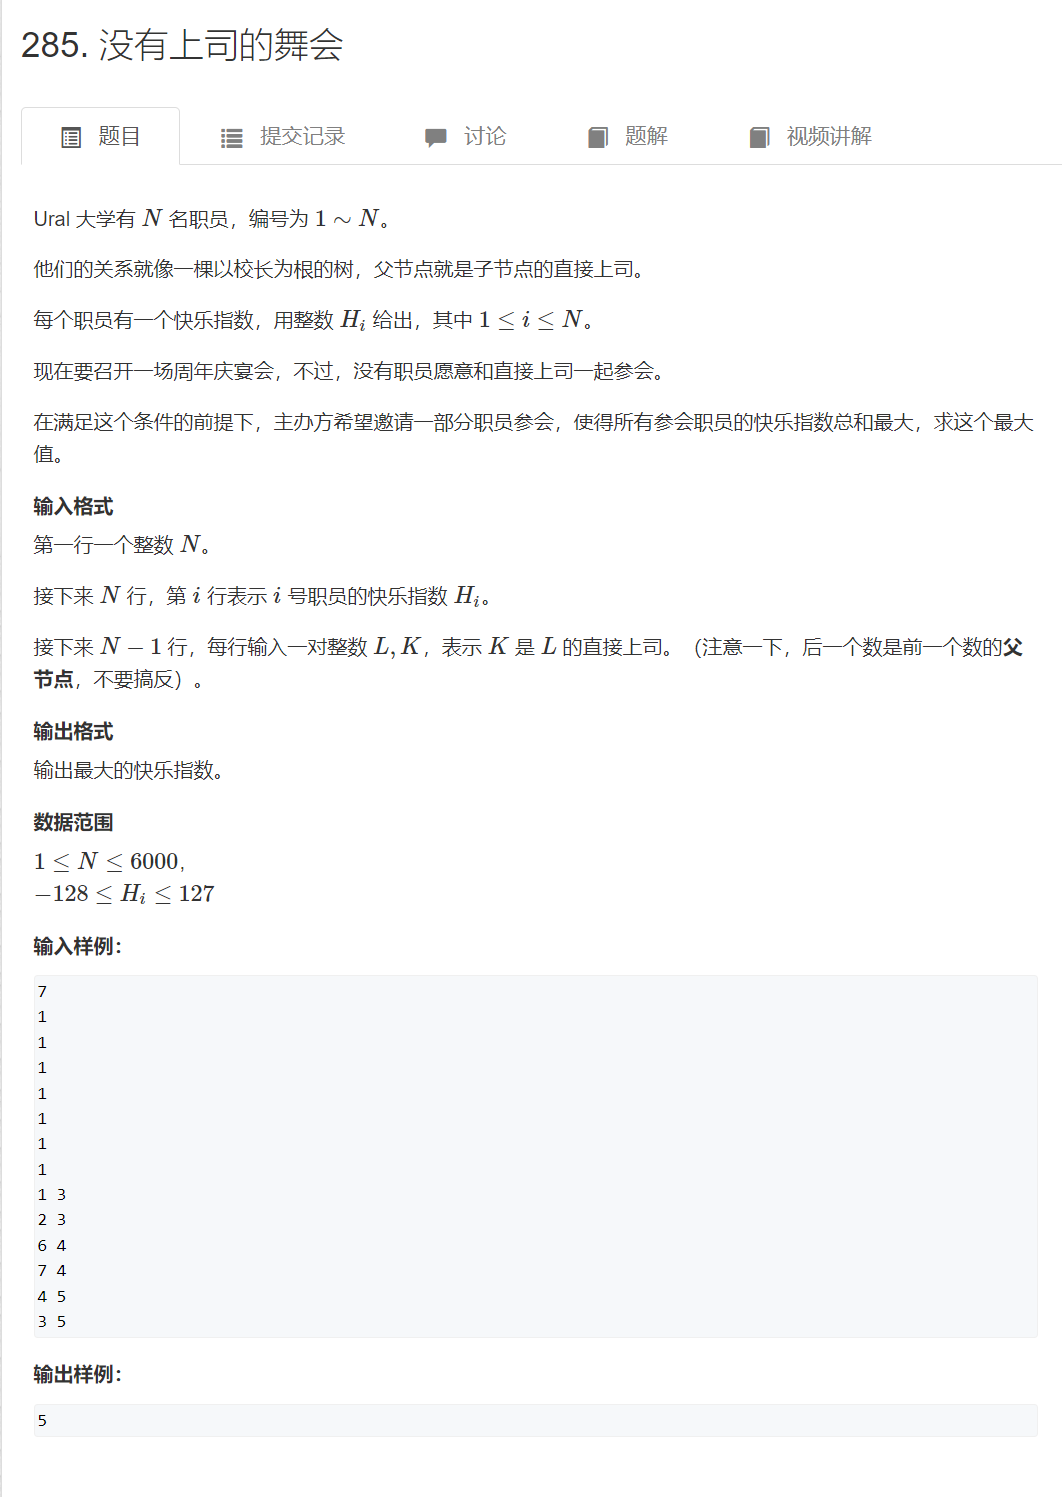 285. 没有上司的舞会
题目 提交记录 讨论 题解 视频讲解
Ural 大学有 N 名职员，编号为 1 ∼ N。
他们的关系就像一棵以校长为根的树，父节点就是子节点的直接上司。
每个职员有一个快乐指数，用整数 Hi 给出，其中 1 ≤ i ≤ N。
现在要召开一场周年庆宴会，不过，没有职员愿意和直接上司一起参会。
在满足这个条件的前提下，主办方希望邀请一部分职员参会，使得所有参会职员的快乐指数总和最大，求这个最大
值。
输入格式
第一行一个整数 N。
接下来 N 行，第 i 行表示 i 号职员的快乐指数 Hi。
接下来 N − 1 行，每行输入一对整数 L, K，表示 K 是 L 的直接上司。（注意一下，后一个数是前一个数的父
节点，不要搞反）。
输出格式
输出最大的快乐指数。
数据范围
1 ≤ N ≤ 6000,
−128 ≤ Hi ≤ 127
输入样例：
7
1
1
1
1
1
1
1
1 3
2 3
6 4
7 4
4 5
3 5
输出样例：
5